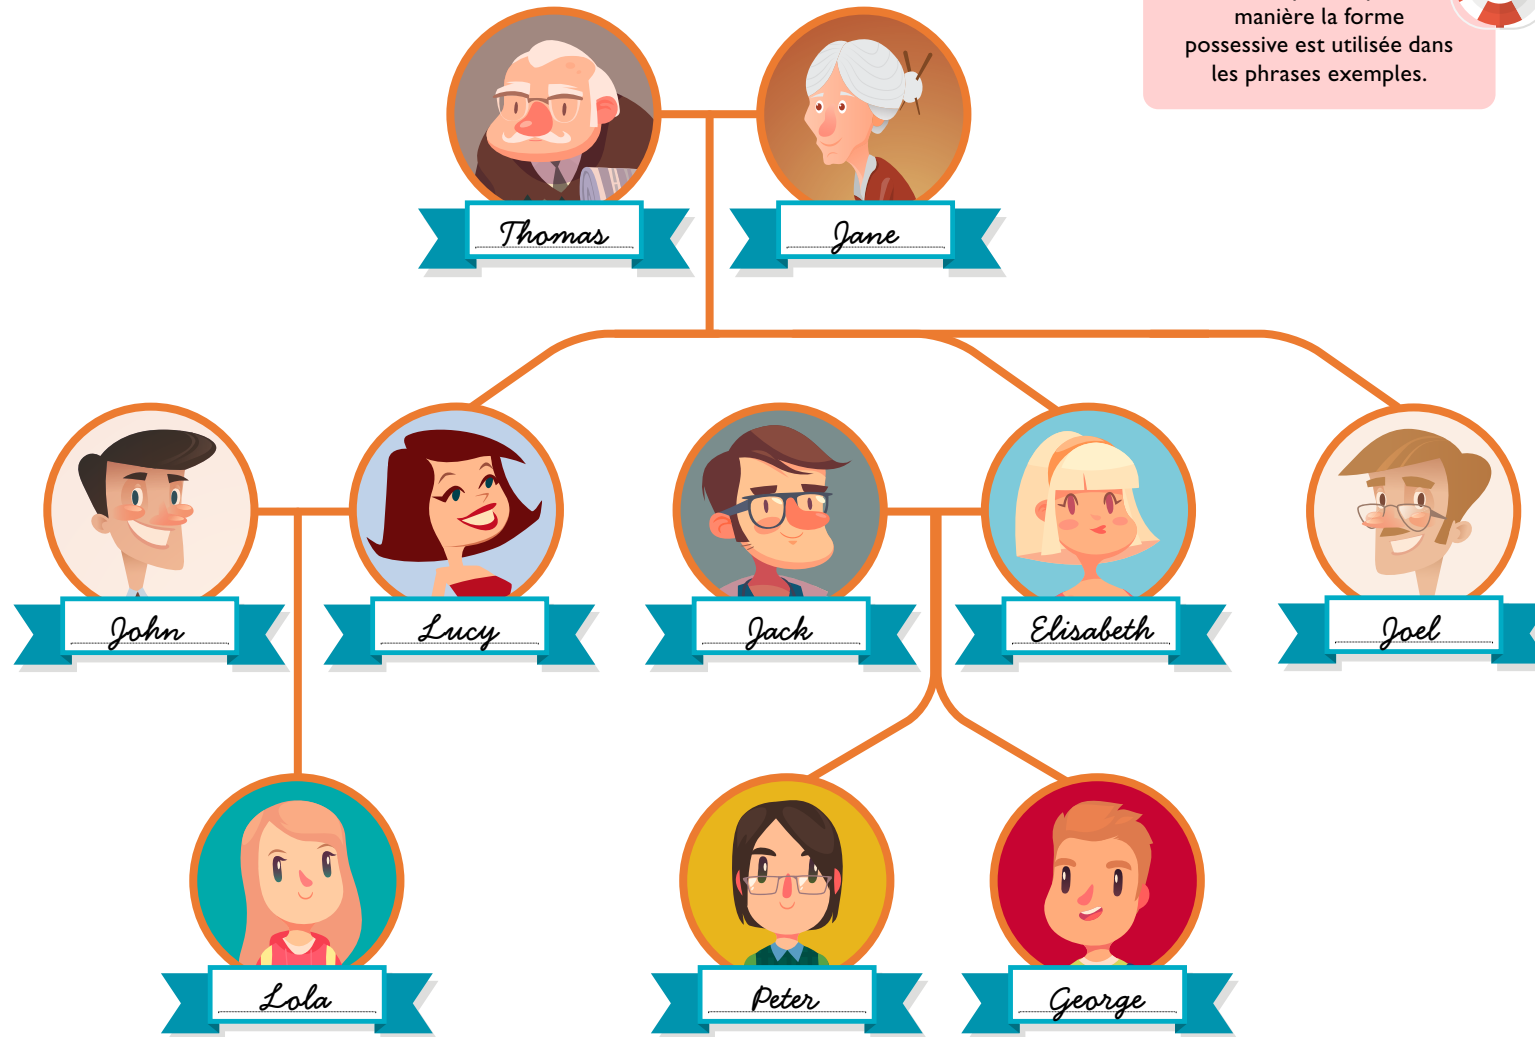 manière la forme
possessive est utilisée dans
les phrases exemples.
Thomas
Jane
John
Lucy
Jack
Elisabeth
Joel
Lola
Peter
George